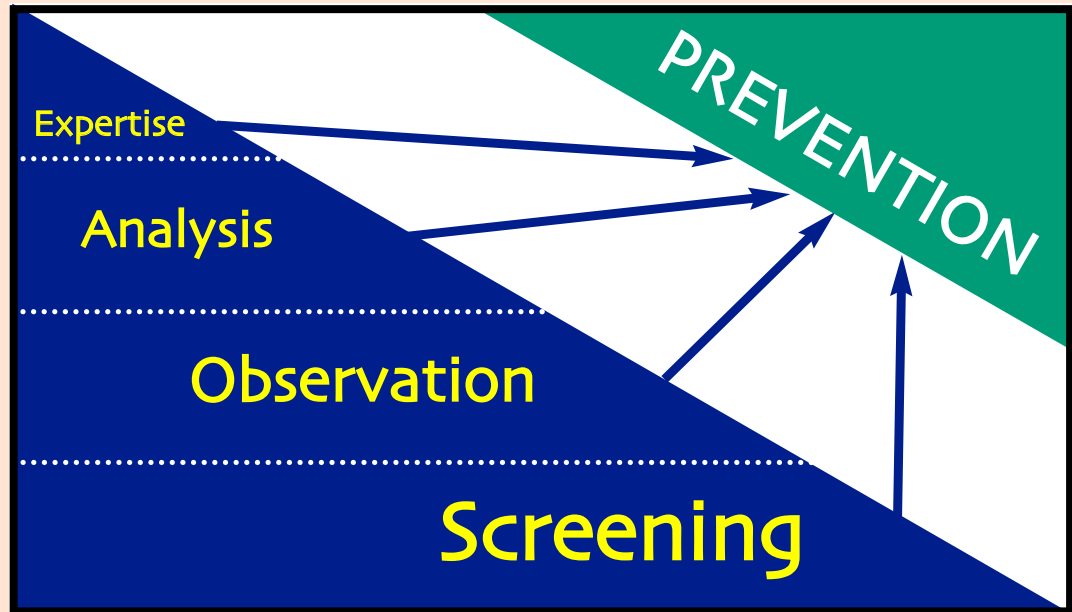 PREVENTION
Expertise
Analysis
Observation
Screening